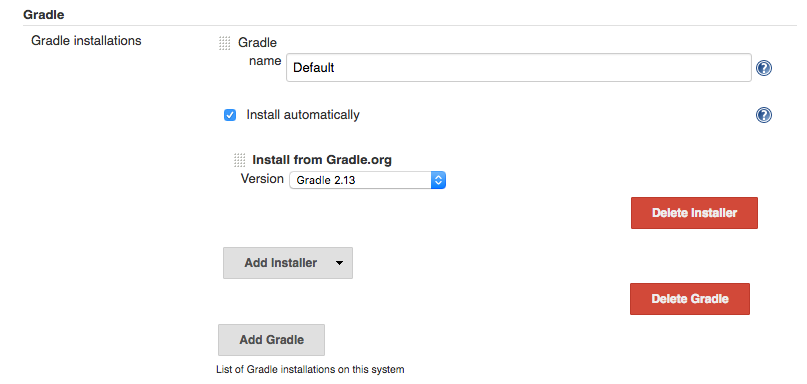 Gradle
Gradle installations
Gradle
name
Default
Install automatically
Install from Gradle.org
Version
Gradle 2.13
Delete Installer
Add Installer
Delete Gradle
Add Gradle
List of Gradle installations on this system